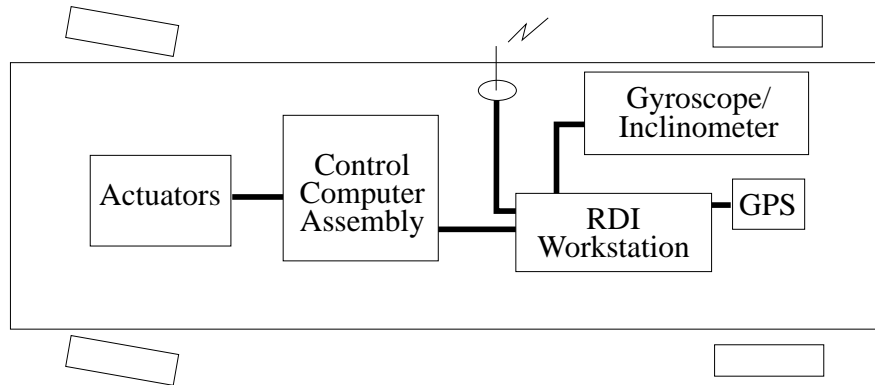 Actuators
Control
Computer
Assembly
Gyroscope/
Inclinometer
RDI
Workstation
GPS